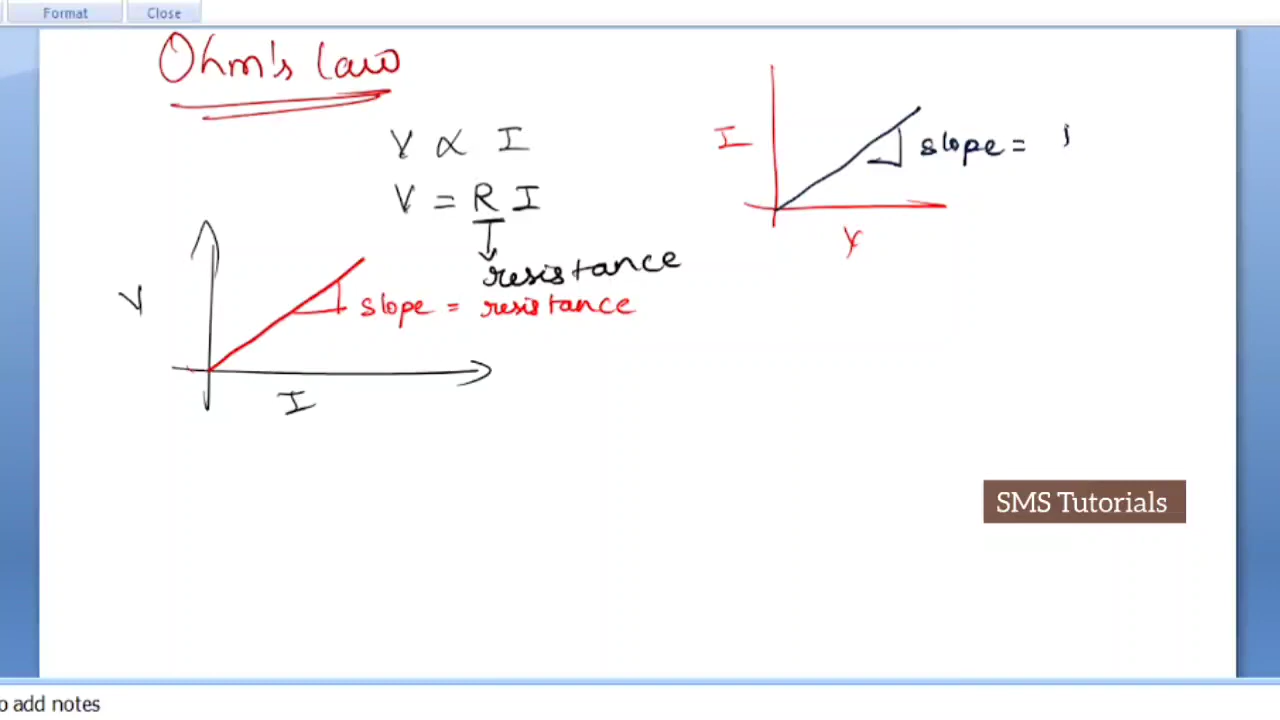 Format Close
Ohm's law
V ∝ I
V = R I
resistance
V
slope = resistance
I
I
slope =
V
SMS Tutorials
o add notes